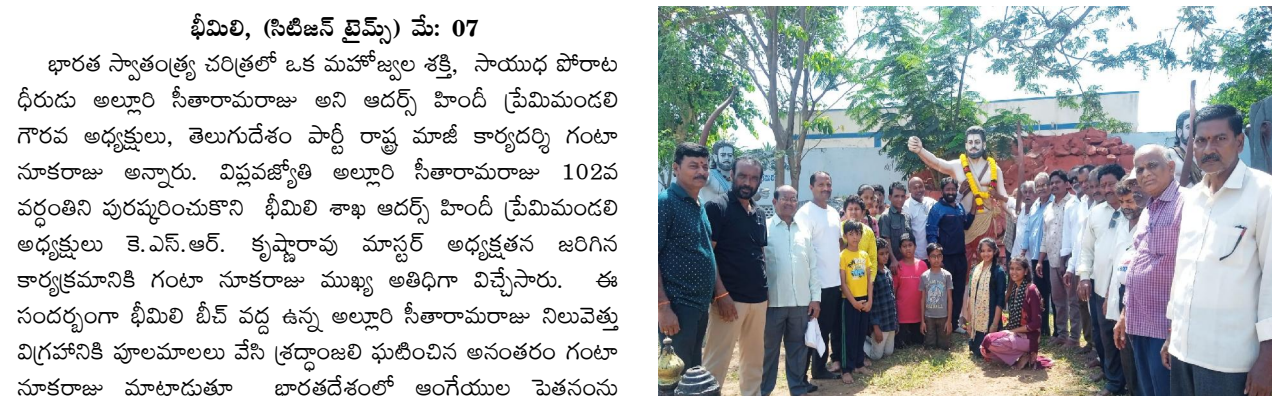 భీమిలి, (సిటిజన్ టైమ్స్) మే: 07
భారత స్వాతంత్ర్య చరిత్రలో ఒక మహోజ్వల శక్తి, సాయుధ పోరాట
ధీరుడు అల్లూరి సీతారామరాజు అని ఆదర్స్ హిందీ ప్రేమిమండలి
గౌరవ అధ్యక్షులు, తెలుగుదేశం పార్టీ రాష్ట్ర మాజీ కార్యదర్శి గంటా
నూకరాజు అన్నారు. విప్లవజ్యోతి అల్లూరి సీతారామరాజు 102వ
వర్ధంతిని పురష్కరించుకొని భీమిలి శాఖ ఆదర్స్ హిందీ ప్రేమిమండలి
అధ్యక్షులు కె.ఎస్.ఆర్. కృష్ణారావు మాస్టర్ అధ్యక్షతన జరిగిన
కార్యక్రమానికి గంటా నూకరాజు ముఖ్య అతిధిగా విచ్చేసారు. ఈ
సందర్భంగా భీమిలి బీచ్ వద్ద ఉన్న అల్లూరి సీతారామరాజు నిలువెత్తు
విగ్రహానికి పూలమాలలు వేసి శ్రద్ధాంజలి ఘటించిన అనంతరం గంటా
నూకరాజు మాట్లాడుతూ భారతదేశంలో ఆంగ్లేయుల పెత్తనంను